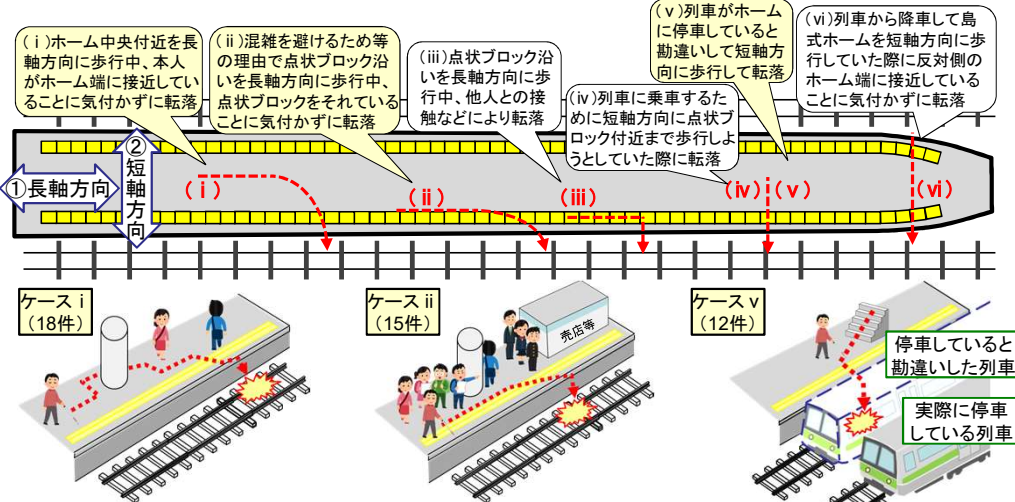 (ⅰ)ホーム中央付近を長
軸方向に歩行中、本人
がホーム端に接近してい
ることに気付かずに転落
(ⅱ)混雑を避けるため等
の理由で点状ブロック沿
いを長軸方向に歩行中、
点状ブロックをそれている
ことに気付かずに転落
(ⅲ)点状ブロック沿
いを長軸方向に歩
行中、他人との接
触などにより転落
(ⅳ)列車に乗車するた
めに短軸方向に点状ブ
ロック付近まで歩行しよ
うとしていた際に転落
(ⅴ)列車がホーム
に停車していると
勘違いして短軸方
向に歩行して転落
(ⅵ)列車から降車して島
式ホームを短軸方向に歩
行していた際に反対側の
ホーム端に接近している
ことに気付かずに転落
①長軸方向
②短軸方向
(ⅰ)
(ⅱ)
(ⅲ)
(ⅳ)
(ⅴ)
(ⅵ)
ケースⅰ
(18件)
ケースⅱ
(15件)
売店等
ケースⅴ
(12件)
停車していると
勘違いした列車
実際に停車
している列車